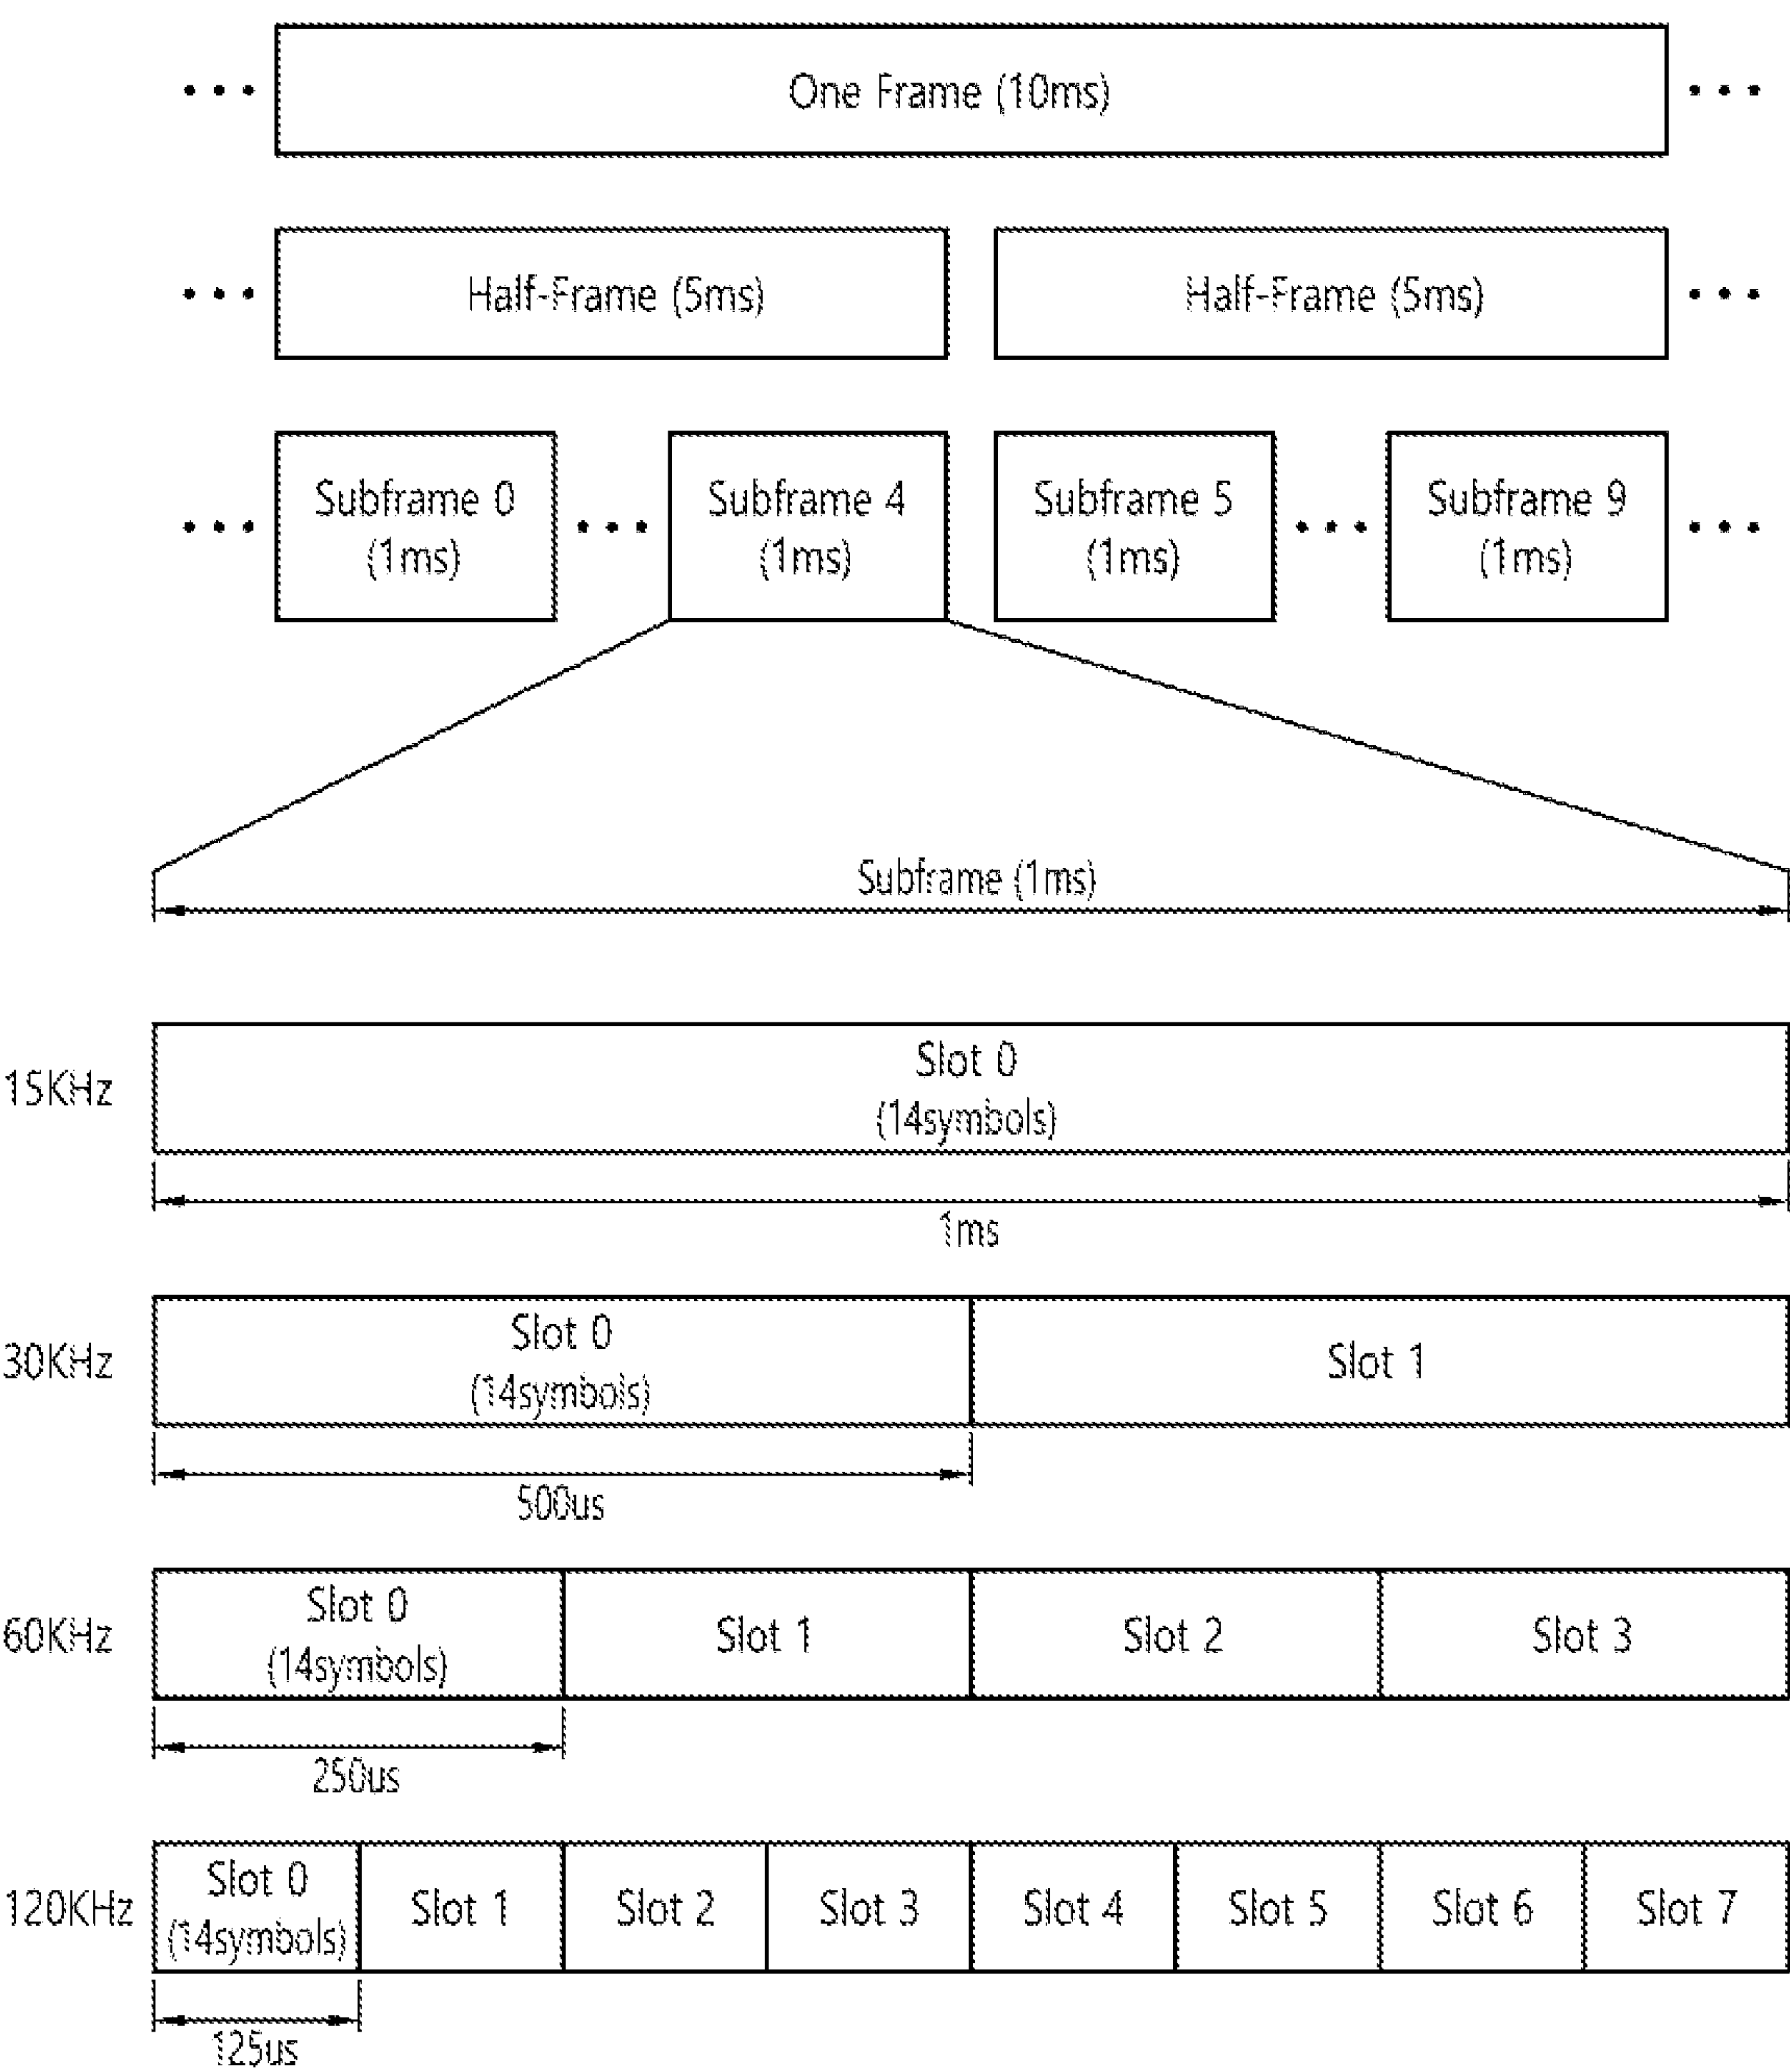 ··· One Frame (10ms) ···
··· Half-Frame (5ms) Half-Frame (5ms) ···
Subframe 0
(1ms)
Subframe 4
(1ms)
Subframe 5
(1ms)
Subframe 9
(1ms)
Subframe (1ms)
15KHz
Slot 0
(14symbols)
1ms
30KHz
Slot 0
(14symbols)
Slot 1
500us
60KHz
Slot 0
(14symbols)
Slot 1
Slot 2
Slot 3
250us
120KHz
Slot 0
(14symbols)
Slot 1
Slot 2
Slot 3
Slot 4
Slot 5
Slot 6
Slot 7
125us